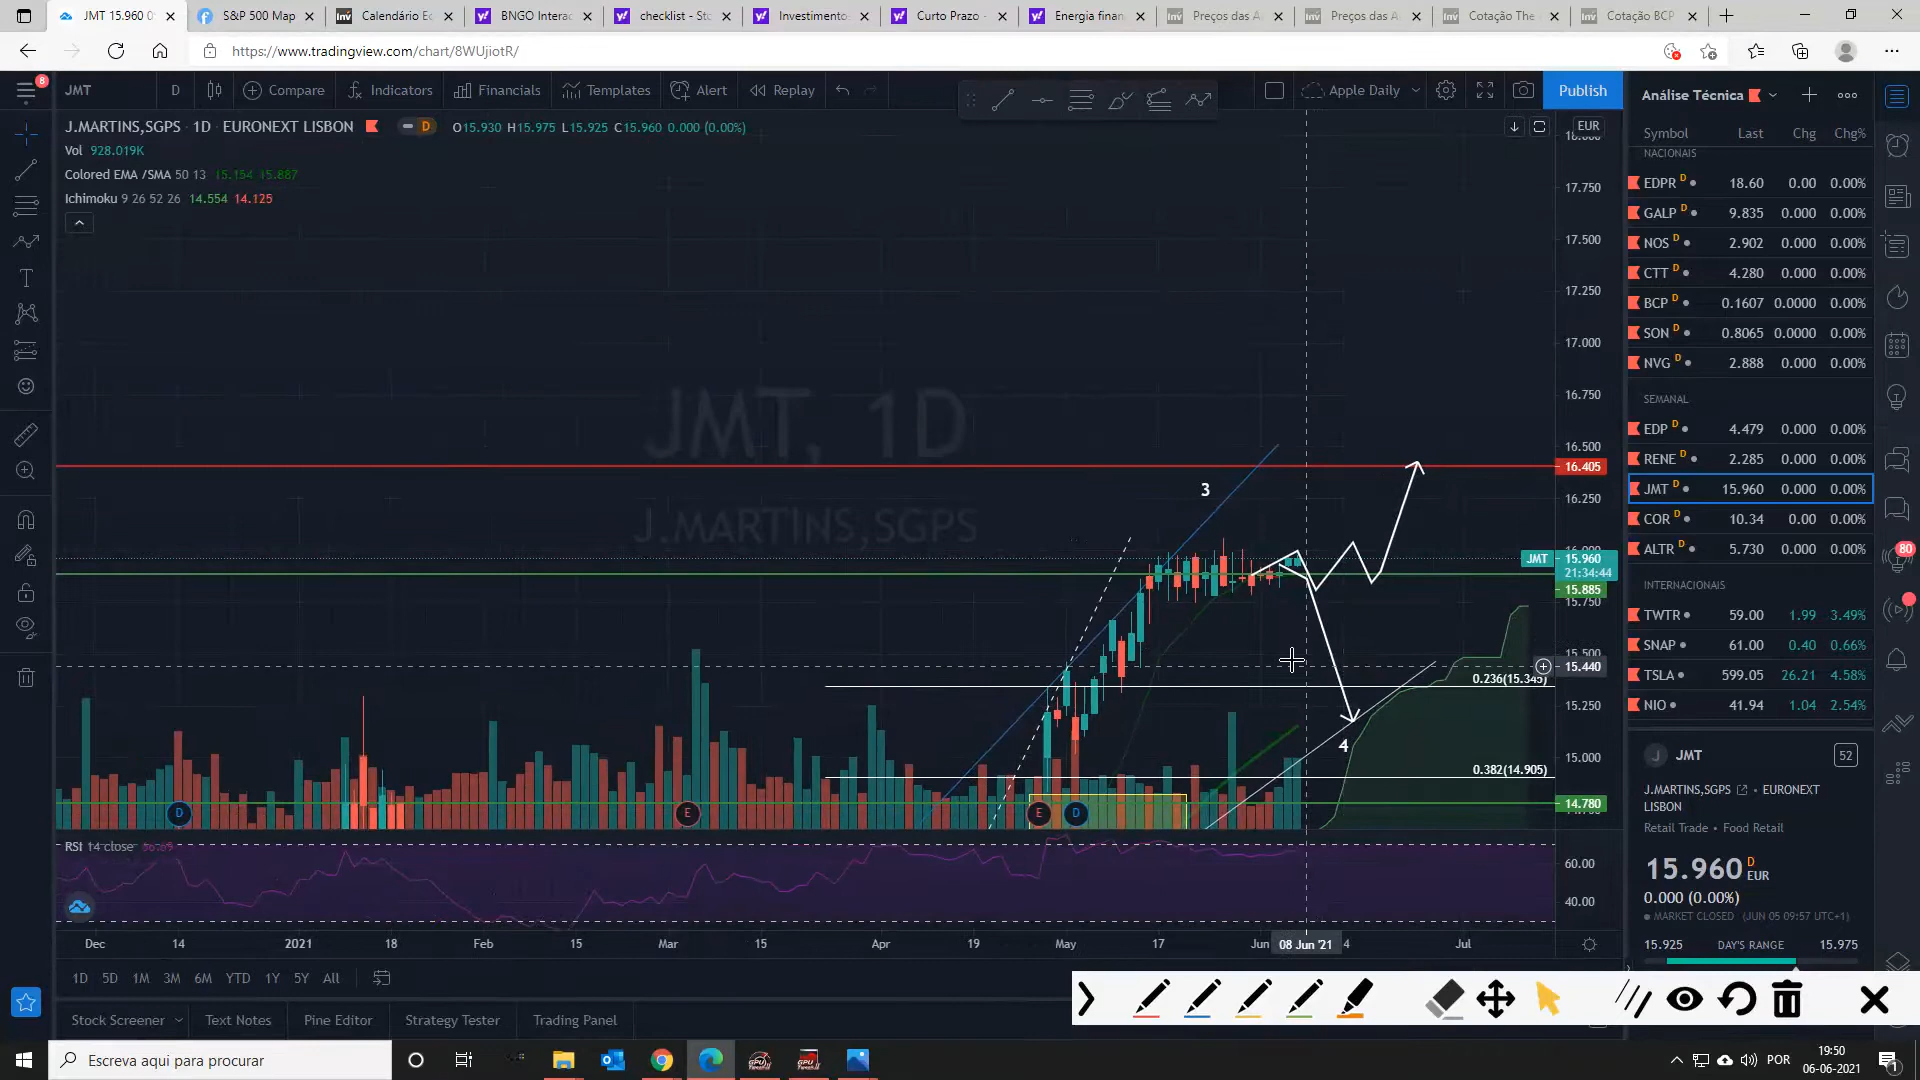 JMT 15.960 0
S&P 500 Map
Calendário Ec
BNGO Interac
checklist - Sto
Investimento
Curto Prazo -
Energia finan
Preços das A
Preços das A
Cotação The
Cotação BCP
https://www.tradingview.com/chart/8WUjiotR/
8
JMT
D
Compare
Indicators
Financials
Templates
Alert
Replay
Apple Daily
Publish
Análise Técnica
J.MARTINS,SGPS · 1D · EURONEXT LISBON
D
O15.930 H15.975 L15.925 C15.960 0.000 (0.00%)
EUR
Vol 928.019K
Colored EMA /SMA 50 13 15.154 15.887
Ichimoku 9 26 52 26 14.554 14.125
JMT, 1D
J.MARTINS,SGPS
3
4
0.236(15.345)
0.382(14.905)
17.750
17.500
17.250
17.000
16.750
16.500
16.405
16.250
JMT 15.960
21:34:44
15.885
15.750
15.500
15.440
15.250
15.000
14.780
D
E
E
D
RSI 14 close
60.00
40.00
Dec
14
2021
18
Feb
15
Mar
15
Apr
19
May
17
Jun
08 Jun '21
4
Jul
1D 5D 1M 3M 6M YTD 1Y 5Y All
Stock Screener
Text Notes
Pine Editor
Strategy Tester
Trading Panel
Symbol Last Chg Chg%
NACIONAIS
EDPR D 18.60 0.00 0.00%
GALP D 9.835 0.000 0.00%
NOS D 2.902 0.000 0.00%
CTT D 4.280 0.000 0.00%
BCP D 0.1607 0.0000 0.00%
SON D 0.8065 0.0000 0.00%
NVG D 2.888 0.000 0.00%
SEMANAL
EDP D 4.479 0.000 0.00%
RENE D 2.285 0.000 0.00%
JMT D 15.960 0.000 0.00%
COR D 10.34 0.00 0.00%
ALTR D 5.730 0.000 0.00%
INTERNACIONAIS
TWTR 59.00 1.99 3.49%
SNAP 61.00 0.40 0.66%
TSLA 599.05 26.21 4.58%
NIO 41.94 1.04 2.54%
80
J JMT
52
J.MARTINS,SGPS • EURONEXT
LISBON
Retail Trade • Food Retail
15.960 D EUR
0.000 (0.00%)
MARKET CLOSED (JUN 05 09:57 UTC+1)
15.925 DAY'S RANGE 15.975
Escreva aqui para procurar
POR
19:50
06-06-2021
1